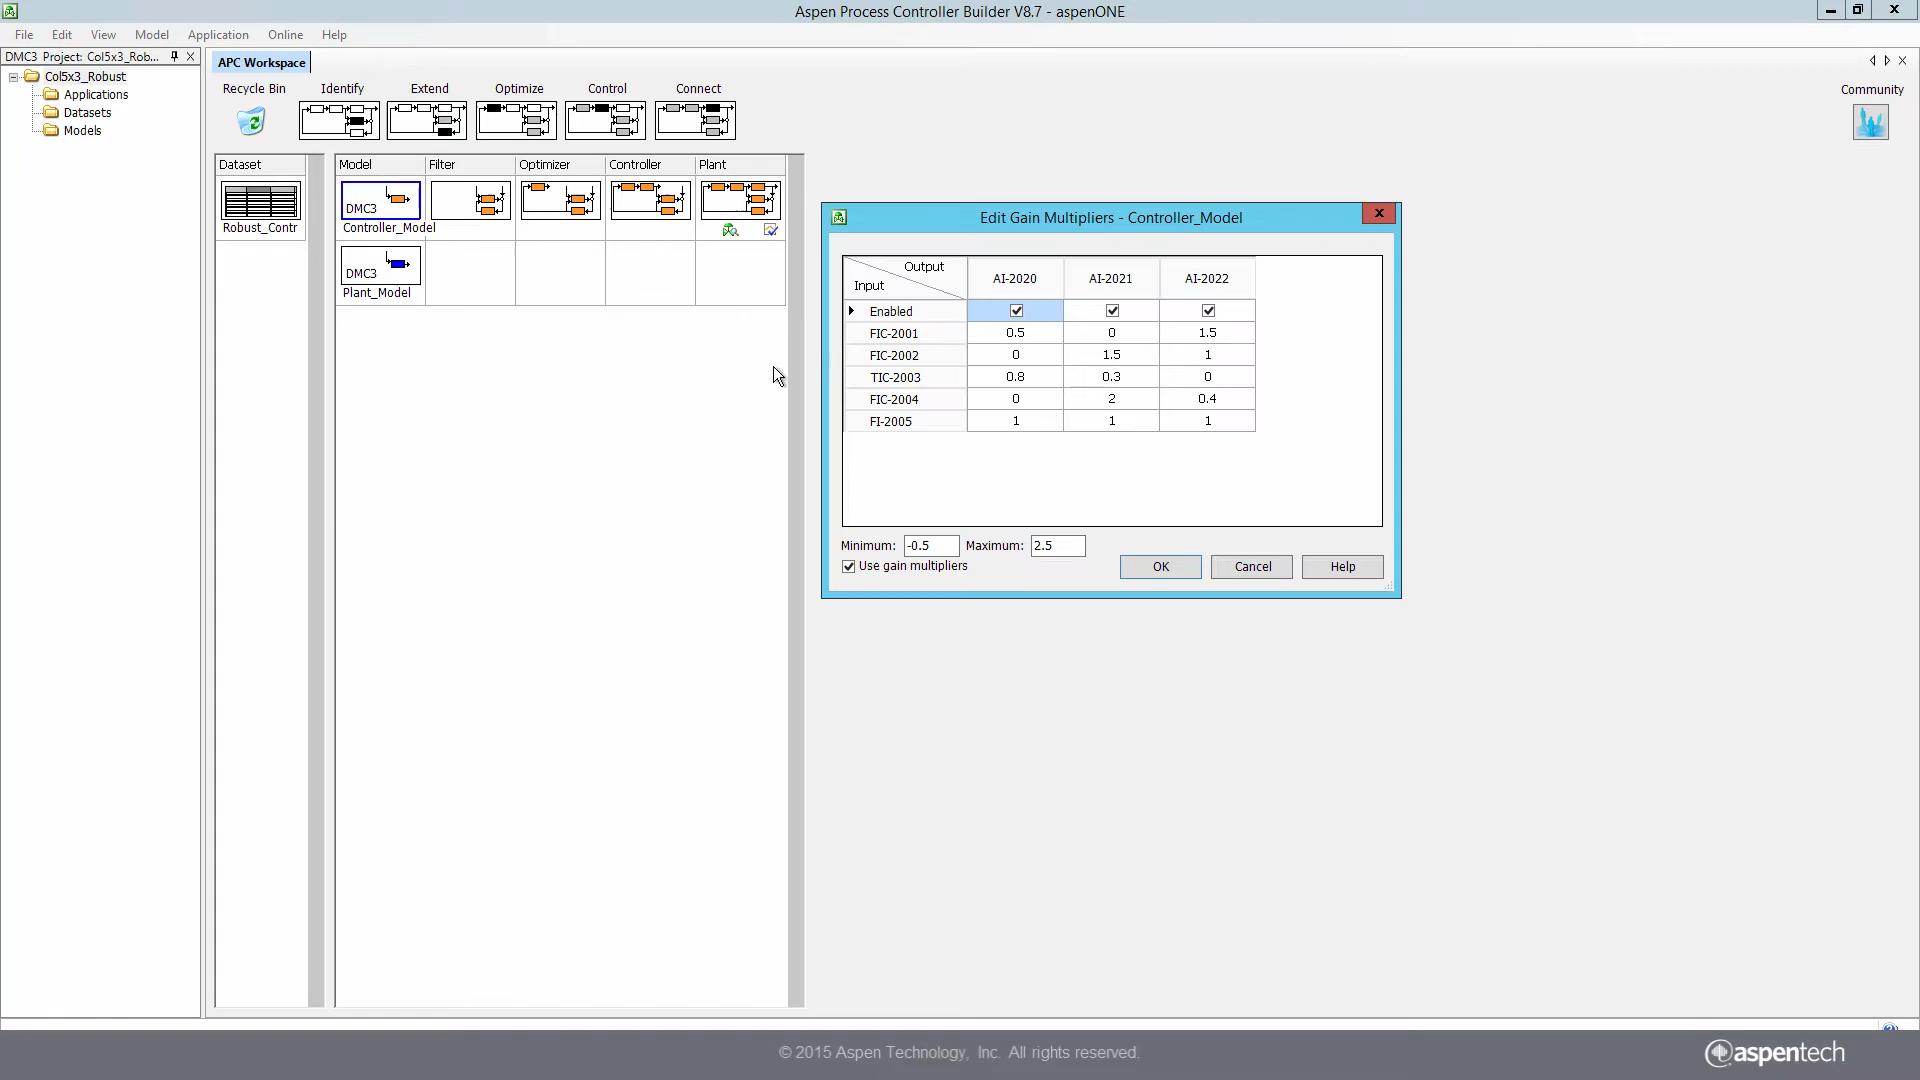 Aspen Process Controller Builder V8.7 - aspenONE
File Edit View Model Application Online Help
DMC3 Project: Col5x3_Rob...
Col5x3_Robust
Applications
Datasets
Models
APC Workspace
Recycle Bin Identify Extend Optimize Control Connect
Community
Dataset
Robust_Contr
Model Filter Optimizer Controller Plant
DMC3
Controller_Model
DMC3
Plant_Model
Edit Gain Multipliers - Controller_Model
Output
Input
AI-2020 AI-2021 AI-2022
Enabled
FIC-2001 0.5 0 1.5
FIC-2002 0 1.5 1
TIC-2003 0.8 0.3 0
FIC-2004 0 2 0.4
FI-2005 1 1 1
Minimum: -0.5 Maximum: 2.5
Use gain multipliers
OK Cancel Help
© 2015 Aspen Technology, Inc. All rights reserved.
aspentech